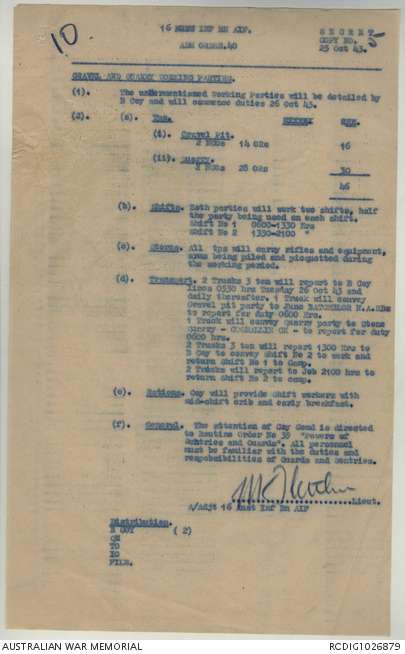 10
16 Inf Bn AIF.
SECRET
COPY NO. 5
25 Oct 43.
ADM ORDER.40
GRAVEL AND QUARRY WORKING PARTIES.
(1). The undermentioned Working Parties will be detailed by
B Coy and will commence duties 26 Oct 43.
(2). (a).
(i). Gravel Pit.
2 NCOs 14 ORs 16
(ii). Quarry.
2 NCOs 28 ORs 30
46
(b). Shifts. Both parties will work two shifts, half
the party being used on each shift.
Shift No 1 0600-1330 Hrs
Shift No 2 1330-2100 "
(c). Stores. All tps will carry rifles and equipment,
arms being piled and picquetted during
the working period.
(d). Transport. 2 Trucks 3 ton will report to B Coy
lines 0530 hrs Tuesday 26 Oct 43 and
daily thereafter. 1 Truck will convey
Gravel pit party to BATCHELOR
to report for duty 0600 Hrs.
1 Truck will convey Quarry party to Stone
Quarry - COOMALLIE CK - to report for duty
0600 hrs.
2 Trucks 3 ton will report 1300 Hrs to
B Coy to convey Shift No 2 to work and
return Shift No 1 to Camp.
2 Trucks will report to Job 2100 hrs to
return Shift No 2 to camp.
(e). Rations. Coy will provide Shift workers with
mid-shift crib and early breakfast.
(f). General. The attention of Coy Comd is directed
to Routine Order No 39 "Powers of
Sentries and Guards". All personnel
must be familiar with the duties and
responsibilities of Guards and Sentries.
Lieut.
A/Adjt 16 Inf Bn AIF
Distribution.
B COY (2)
QM
TO
FILE.
AUSTRALIAN WAR MEMORIAL
RCDIG1026879